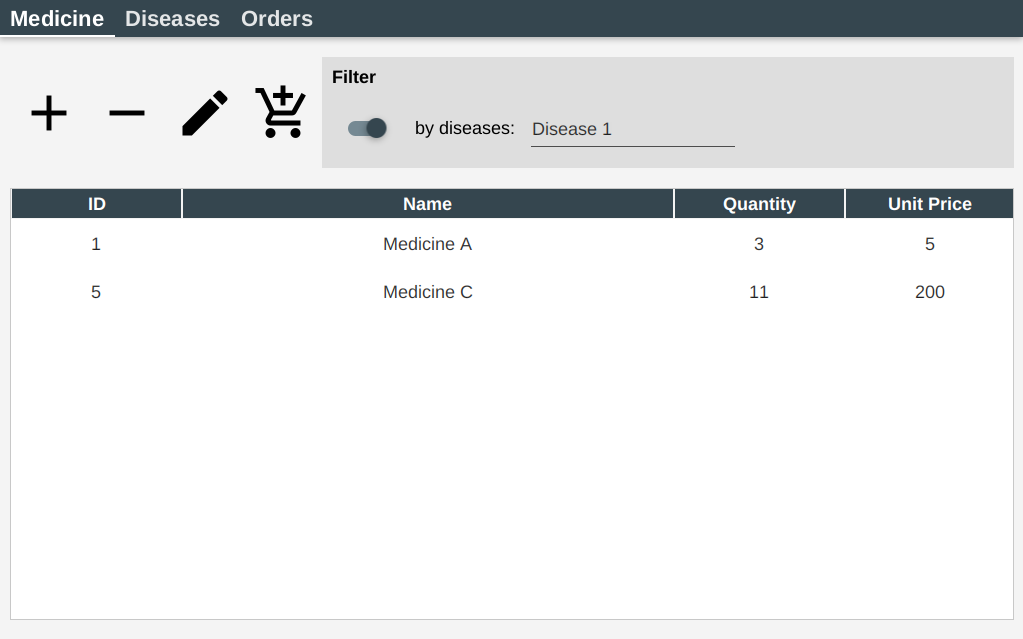 Medicine Diseases Orders
Filter
by diseases: Disease 1
ID Name Quantity Unit Price
1 Medicine A 3 5
5 Medicine C 11 200